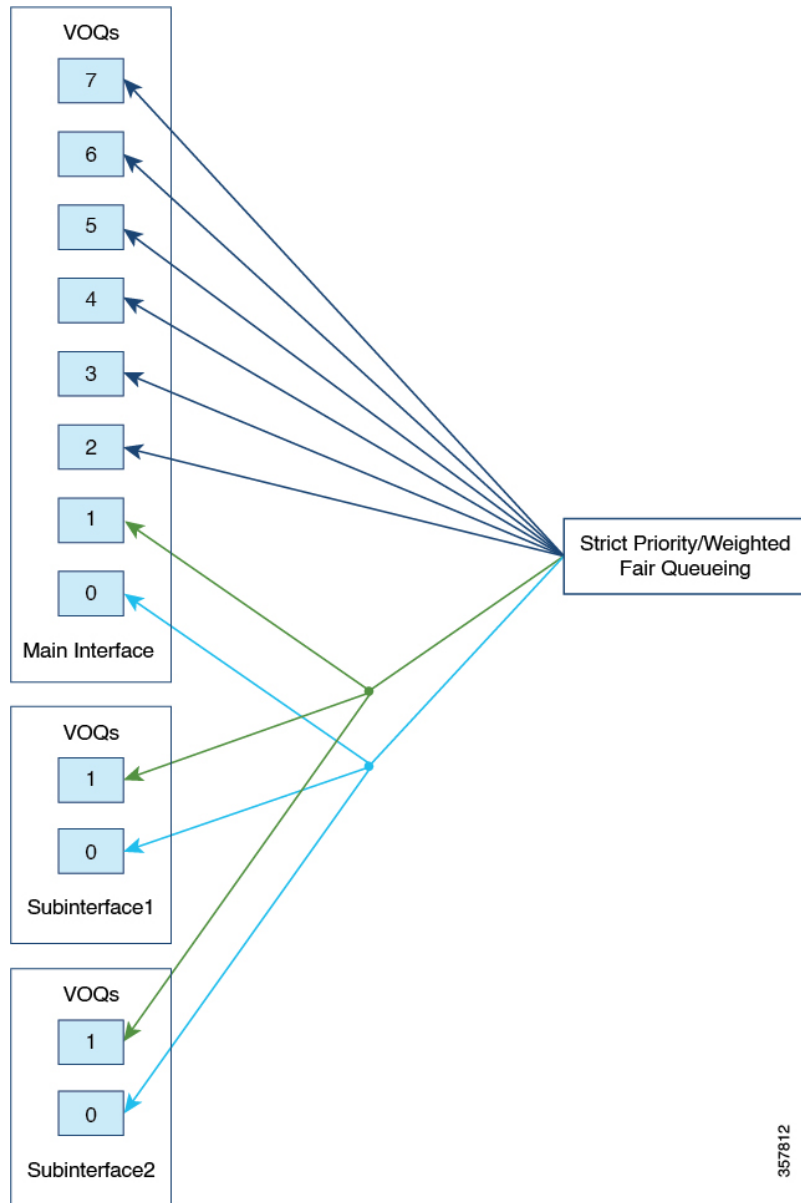 VOQs
7
6
5
4
3
2
1
0
Main Interface
Strict Priority/Weighted
Fair Queueing
VOQs
1
0
Subinterface1
VOQs
1
0
Subinterface2
357812